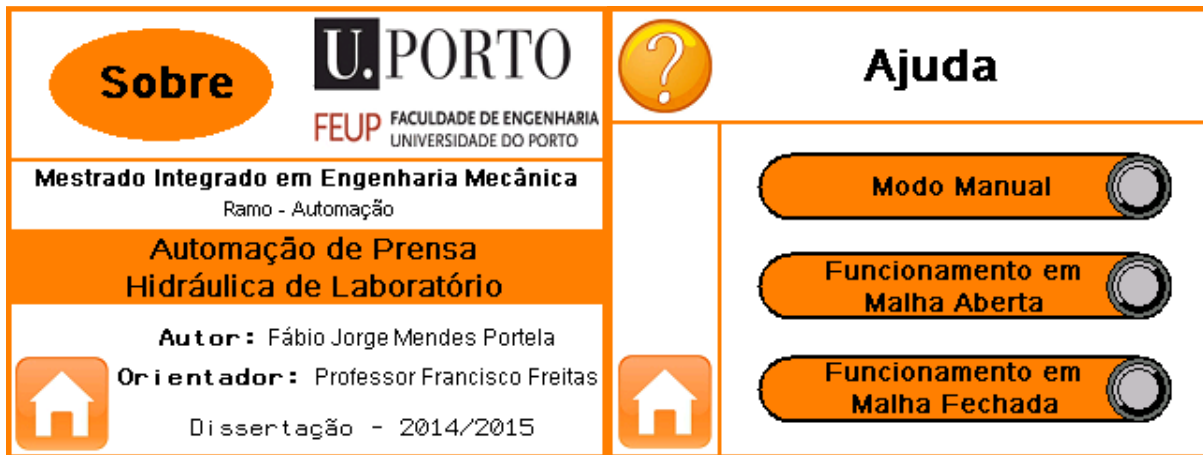 Sobre
U.PORTO
FEUP FACULDADE DE ENGENHARIA
UNIVERSIDADE DO PORTO
Mestrado Integrado em Engenharia Mecânica
Ramo - Automação
Automação de Prensa
Hidráulica de Laboratório
Autor: Fábio Jorge Mendes Portela
Orientador: Professor Francisco Freitas
Dissertação - 2014/2015
?
Ajuda
Modo Manual
Funcionamento em
Malha Aberta
Funcionamento em
Malha Fechada